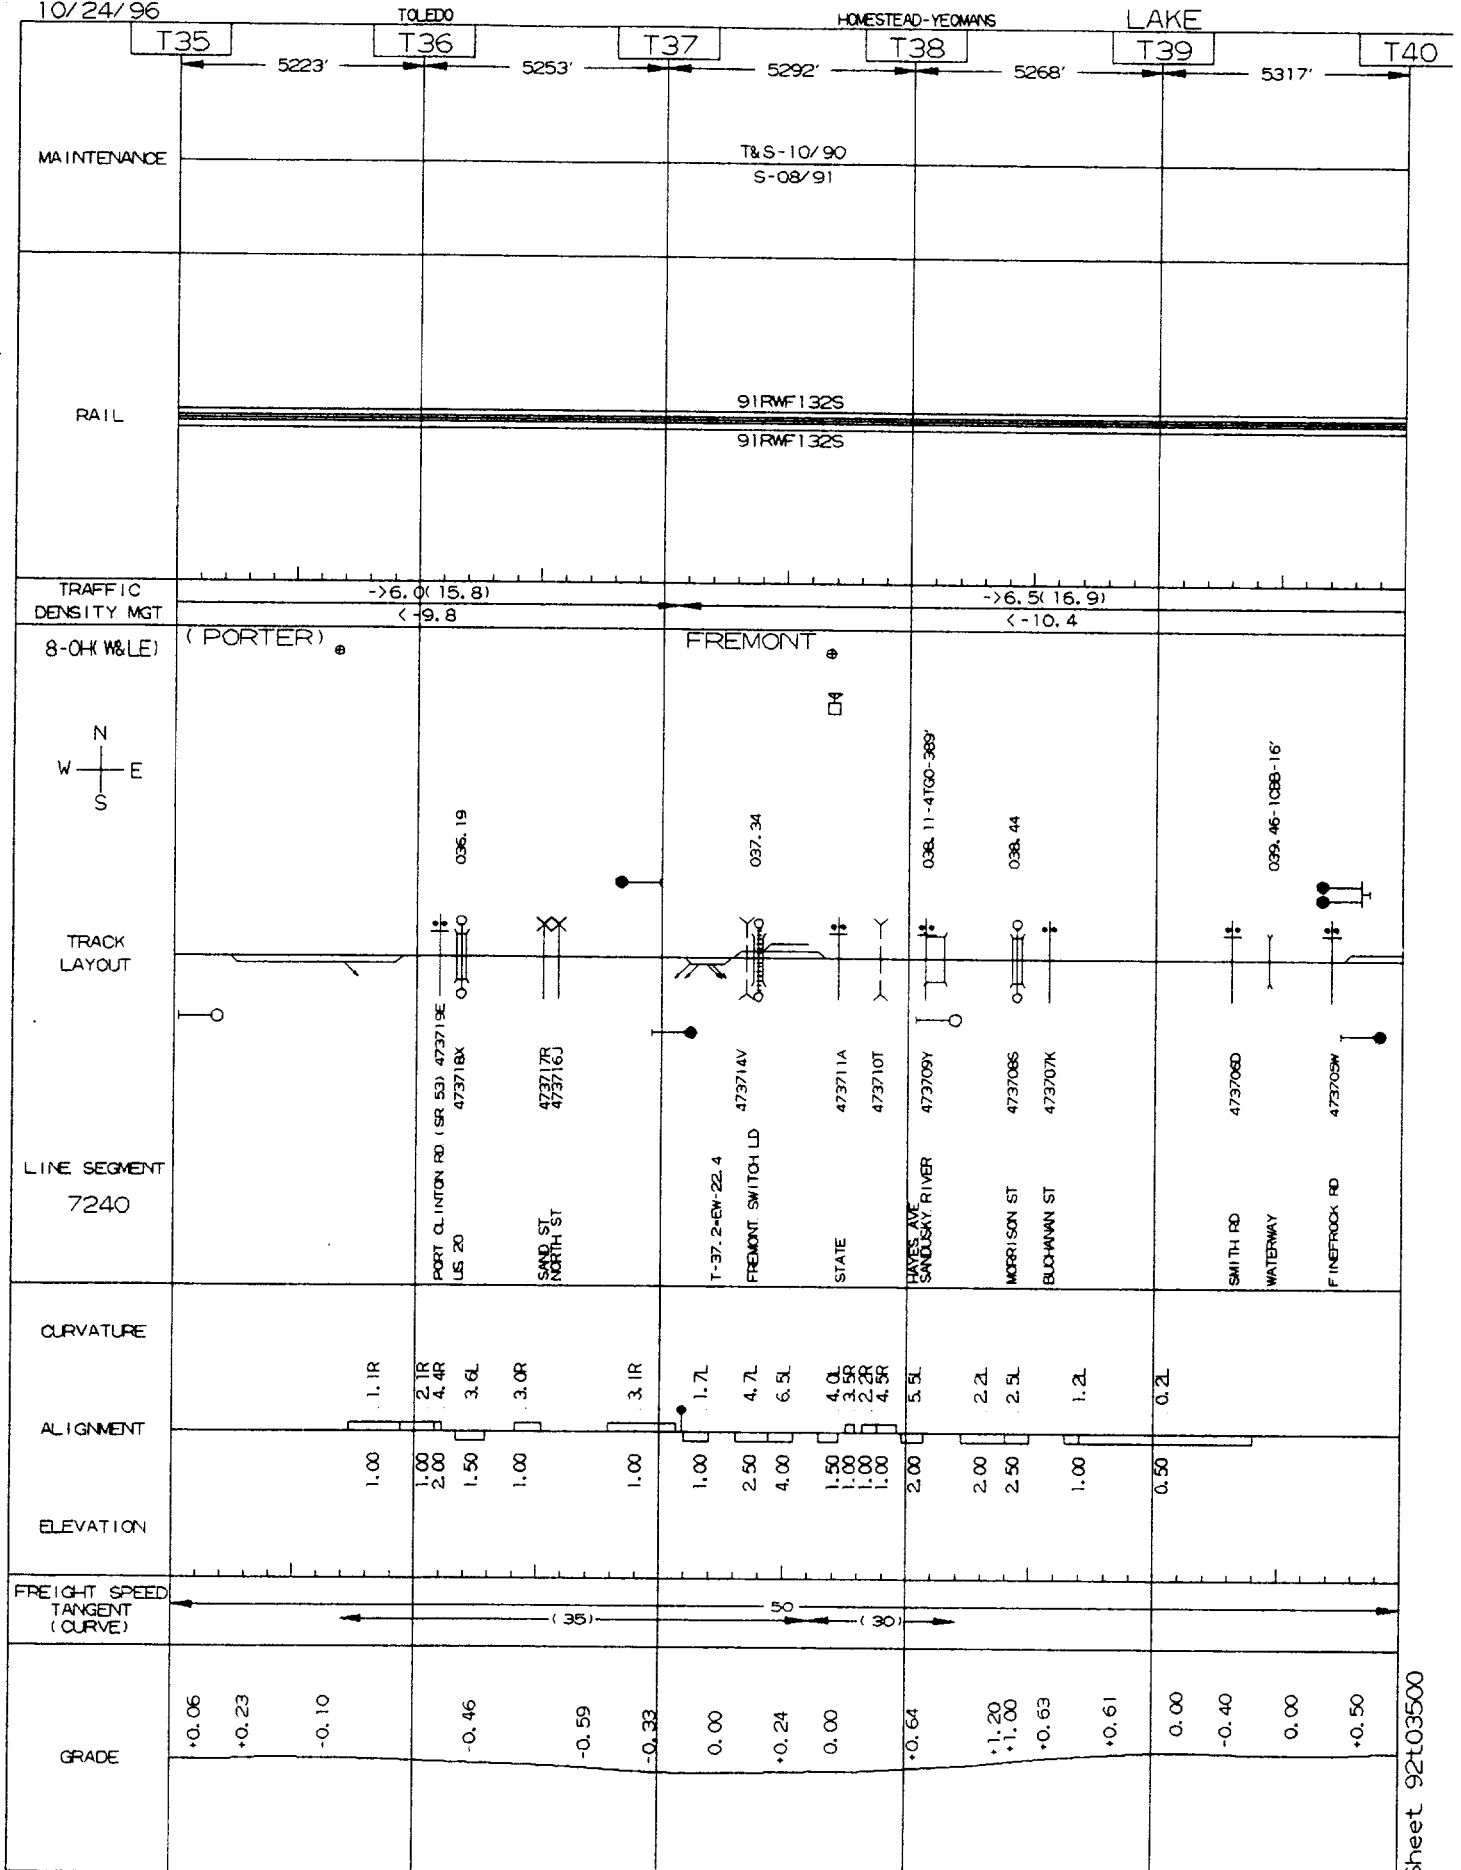 10/24/96
TOLEDO
HOMESTEAD-YEOMANS
LAKE
T35
T36
T37
T38
T39
T40
5223'
5253'
5292'
5268'
5317'
MAINTENANCE
T&S-10/90
S-08/91
RAIL
91RWF132S
91RWF132S
TRAFFIC
DENSITY MGT
->6.0(15.8)
<-9.8
->6.5(16.9)
<-10.4
8-OH(W&LE)
(PORTER)
FREMONT
N
W
E
S
036.19
037.34
038.11-4TGO-389'
038.44
039.46-1CBB-16'
TRACK
LAYOUT
LINE SEGMENT
7240
PORT CLINTON RD (SR 53) 473719E
US 20
473718X
SAND ST
473717R
NORTH ST
473716J
T-37.2=EW-22.4
FREMONT SWITCH LD
473714V
STATE
473711A
473710T
HAYES AVE
473709Y
SANDUSKY RIVER
MORRISON ST
473708S
BUCHANAN ST
473707K
SMITH RD
473706D
WATERWAY
FINEFROCK RD
473705W
CURVATURE
1.1R
2.1R
4.4R
3.6L
3.0R
3.1R
1.7L
4.7L
6.5L
4.0L
3.5R
2.2R
4.5R
5.5L
2.2L
2.5L
1.2L
0.2L
ALIGNMENT
1.00
1.00
2.00
1.50
1.00
1.00
1.00
2.50
4.00
1.50
1.00
1.00
1.00
2.00
2.00
2.50
1.00
0.50
ELEVATION
FREIGHT SPEED
TANGENT
(CURVE)
50
(35)
(30)
GRADE
+0.06
+0.23
-0.10
-0.46
-0.59
-0.33
0.00
+0.24
0.00
+0.64
+1.20
+1.00
+0.63
+0.61
0.00
-0.40
0.00
+0.50
Sheet 92t03500